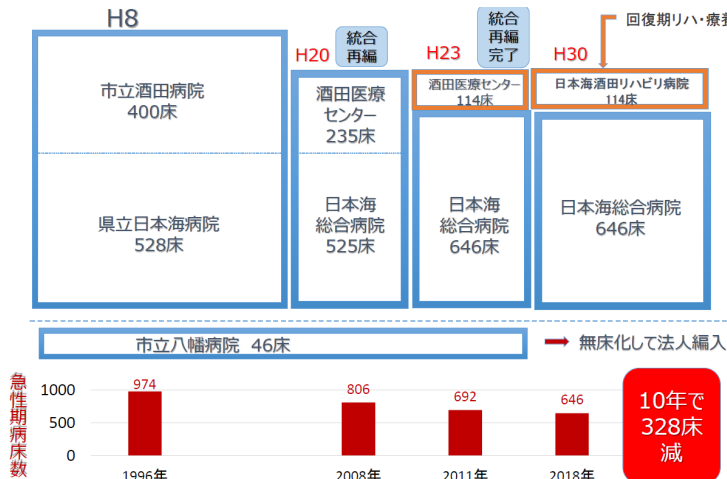 H8
市立酒田病院
400床
県立日本海病院
528床
H20
統合
再編
酒田医療
センター
235床
日本海
総合病院
525床
H23
統合
再編
完了
酒田医療センター
114床
日本海
総合病院
646床
H30
回復期リハ・療
日本海酒田リハビリ病院
114床
日本海総合病院
646床
市立八幡病院 46床
無床化して法人編入
急性期病床数
1000
500
0
974
806
692
646
1996年
2008年
2011年
2018年
10年で
328床
減